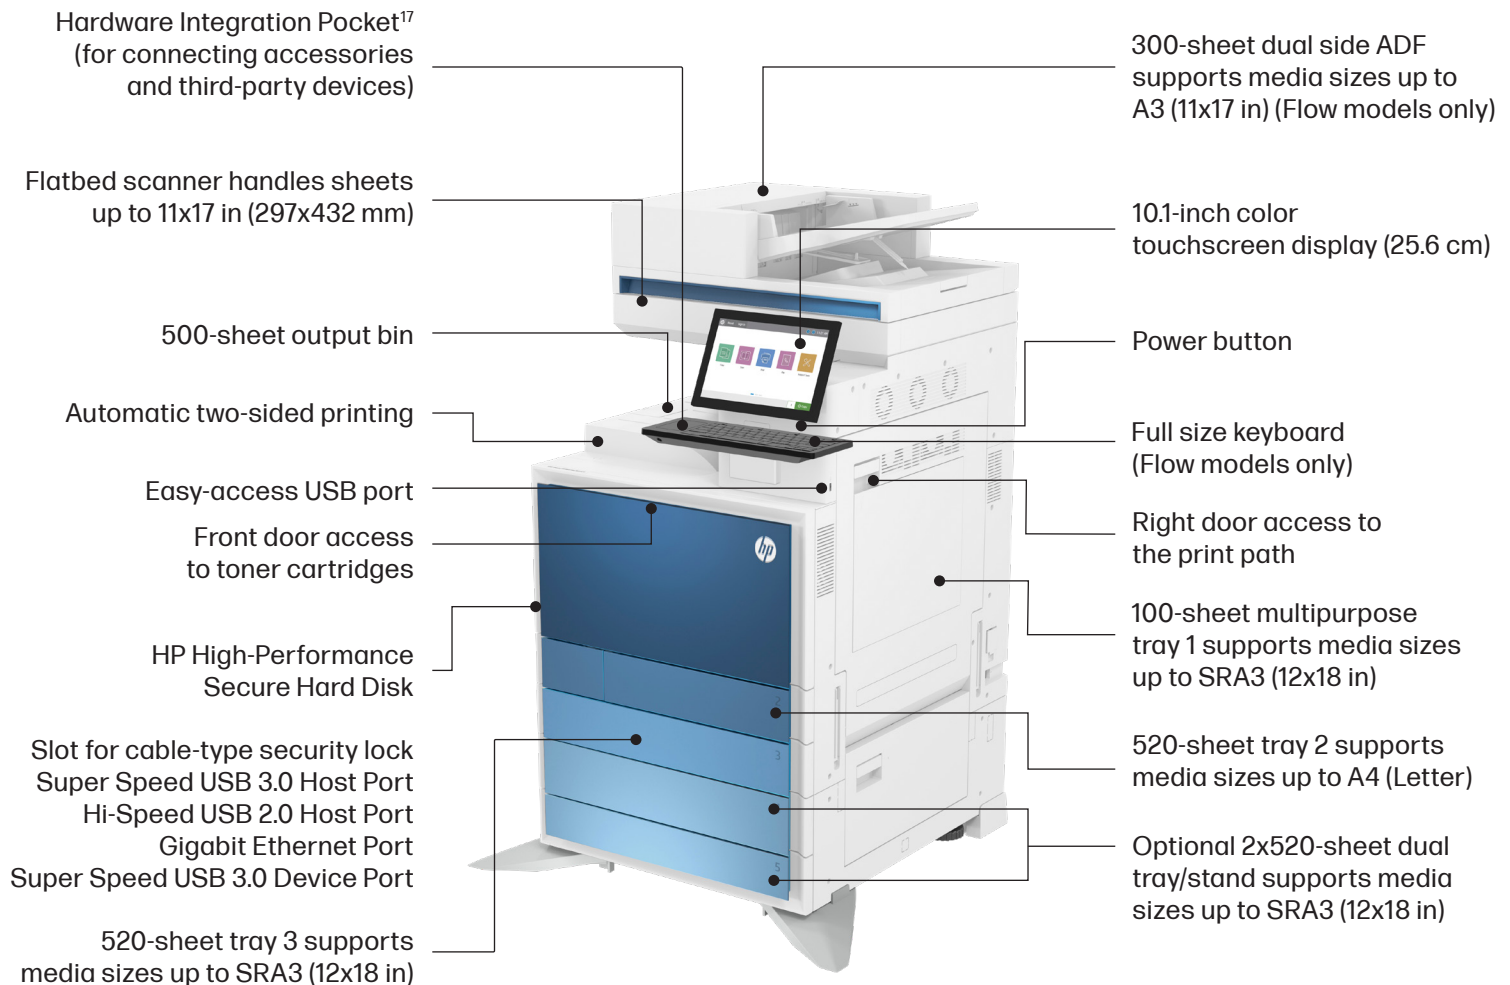 Hardware Integration Pocket17
(for connecting accessories
and third-party devices)
Flatbed scanner handles sheets
up to 11x17 in (297x432 mm)
500-sheet output bin
Automatic two-sided printing
Easy-access USB port
Front door access
to toner cartridges
HP High-Performance
Secure Hard Disk
Slot for cable-type security lock
Super Speed USB 3.0 Host Port
Hi-Speed USB 2.0 Host Port
Gigabit Ethernet Port
Super Speed USB 3.0 Device Port
520-sheet tray 3 supports
media sizes up to SRA3 (12x18 in)
hp
2
3
5
300-sheet dual side ADF
supports media sizes up to
A3 (11x17 in) (Flow models only)
10.1-inch color
touchscreen display (25.6 cm)
Power button
Full size keyboard
(Flow models only)
Right door access to
the print path
100-sheet multipurpose
tray 1 supports media sizes
up to SRA3 (12x18 in)
520-sheet tray 2 supports
media sizes up to A4 (Letter)
Optional 2x520-sheet dual
tray/stand supports media
sizes up to SRA3 (12x18 in)